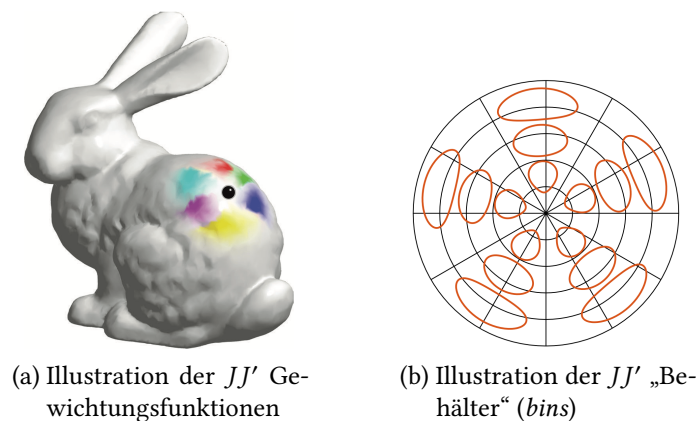 (a) Illustration der JJ′ Ge-
wichtungsfunktionen
(b) Illustration der JJ′ „Be-
hälter“ (bins)